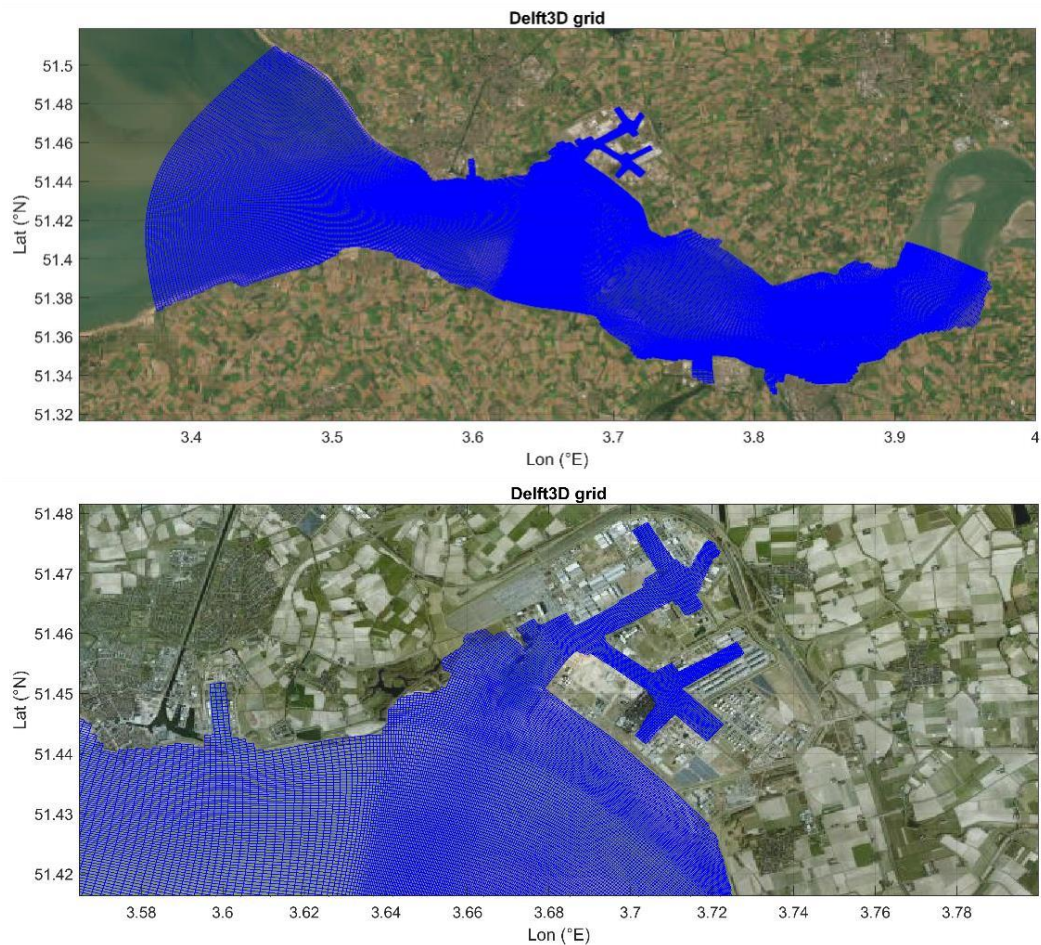 Delft3D grid
51.5
51.48
51.46
51.44
51.42
51.4
51.38
51.36
51.34
51.32
Lat (°N)
3.4 3.5 3.6 3.7 3.8 3.9 4
Lon (°E)
Delft3D grid
51.48
51.47
51.46
51.45
51.44
51.43
51.42
Lat (°N)
3.58 3.6 3.62 3.64 3.66 3.68 3.7 3.72 3.74 3.76 3.78
Lon (°E)